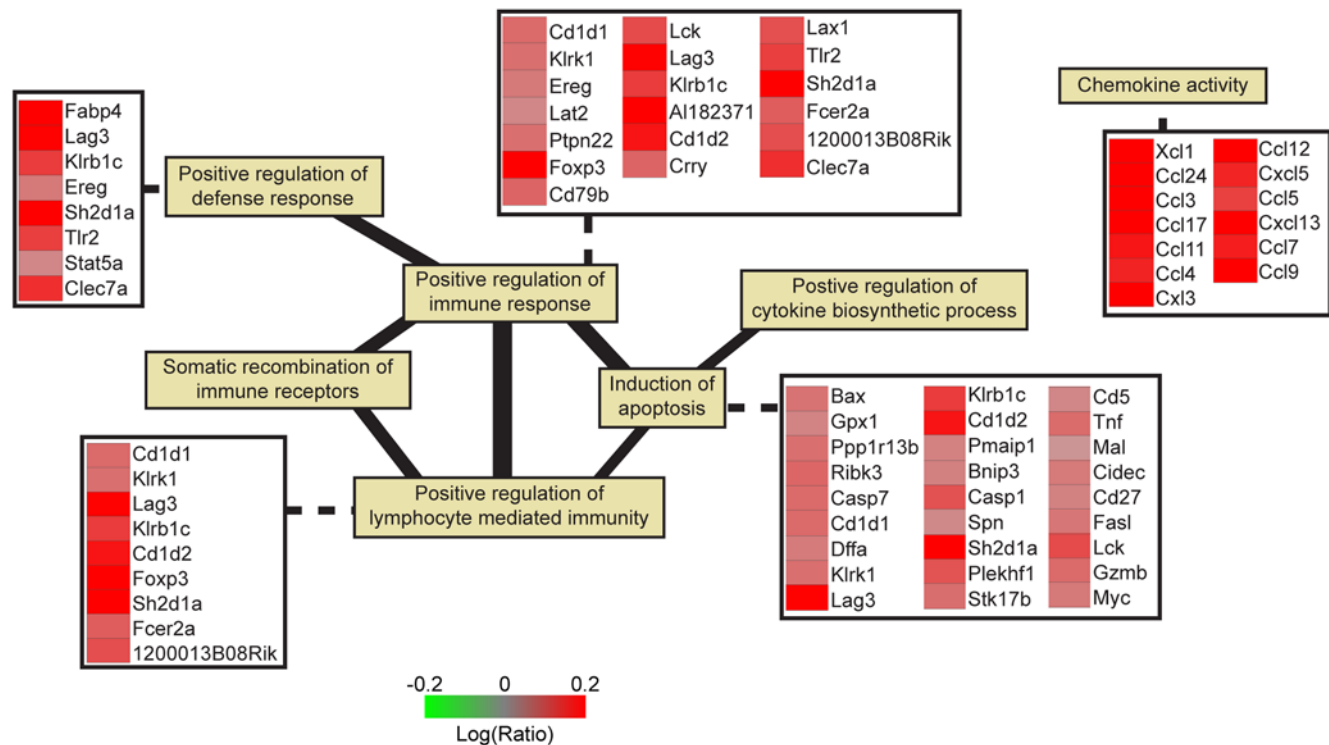 Cd1d1
Klrk1
Ereg
Lat2
Ptpn22
Foxp3
Cd79b
Lck
Lag3
Klrb1c
Al182371
Cd1d2
Crry
Lax1
Tlr2
Sh2d1a
Fcer2a
1200013B08Rik
Clec7a
Chemokine activity
Xcl1
Ccl24
Ccl3
Ccl17
Ccl11
Ccl4
Cxl3
Ccl12
Cxcl5
Ccl5
Cxcl13
Ccl7
Ccl9
Fabp4
Lag3
Klrb1c
Ereg
Sh2d1a
Tlr2
Stat5a
Clec7a
Positive regulation of
defense response
Positive regulation of
immune response
Postive regulation of
cytokine biosynthetic process
Somatic recombination of
immune receptors
Induction of
apoptosis
Positive regulation of
lymphocyte mediated immunity
Bax
Gpx1
Ppp1r13b
Ribk3
Casp7
Cd1d1
Dffa
Klrk1
Lag3
Klrb1c
Cd1d2
Pmaip1
Bnip3
Casp1
Spn
Sh2d1a
Plekhf1
Stk17b
Cd5
Tnf
Mal
Cidec
Cd27
Fasl
Lck
Gzmb
Myc
Cd1d1
Klrk1
Lag3
Klrb1c
Cd1d2
Foxp3
Sh2d1a
Fcer2a
1200013B08Rik
-0.2 0 0.2
Log(Ratio)